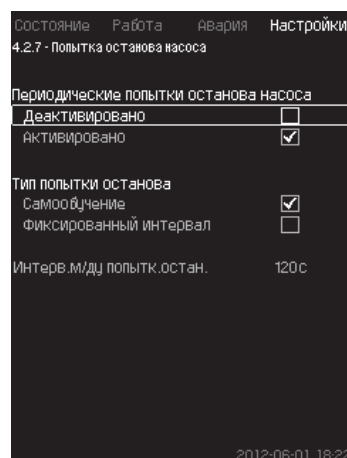 Состояние Работа Авария Настройки
4.2.7 - Попытка останова насоса
Периодические попытки останова насоса
Деактивировано
Активировано
Тип попытки останова
Самообучение
Фиксированный интервал
Интерв.м/ду попытк.остан. 120с
2012-06-01 18:22